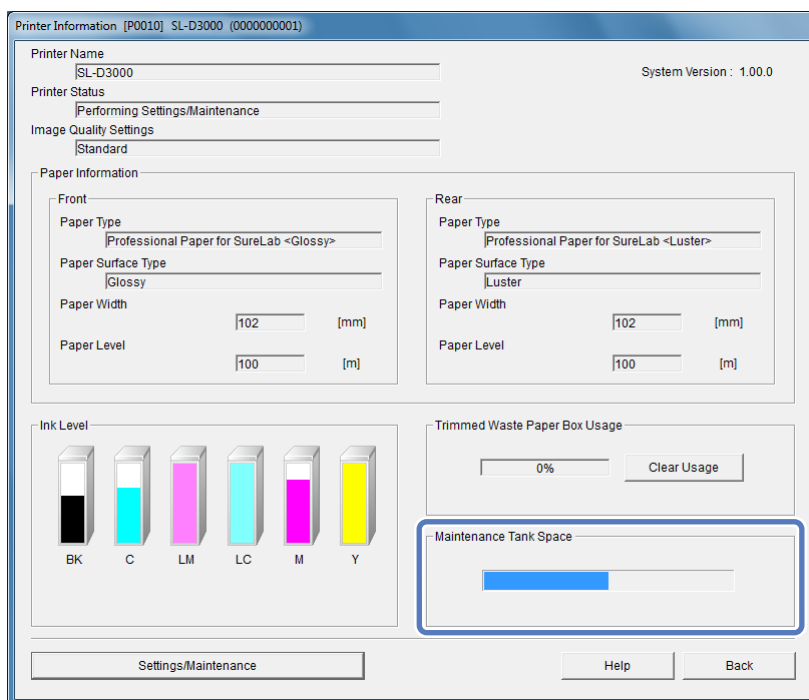 Printer Information [P0010] SL-D3000 (0000000001)
Printer Name
SL-D3000
System Version : 1.00.0
Printer Status
Performing Settings/Maintenance
Image Quality Settings
Standard
Paper Information
Front
Paper Type
Professional Paper for SureLab <Glossy>
Paper Surface Type
Glossy
Paper Width
102 [mm]
Paper Level
100 [m]
Rear
Paper Type
Professional Paper for SureLab <Luster>
Paper Surface Type
Luster
Paper Width
102 [mm]
Paper Level
100 [m]
Ink Level
BK C LM LC M Y
Trimmed Waste Paper Box Usage
0% Clear Usage
Maintenance Tank Space
Settings/Maintenance Help Back